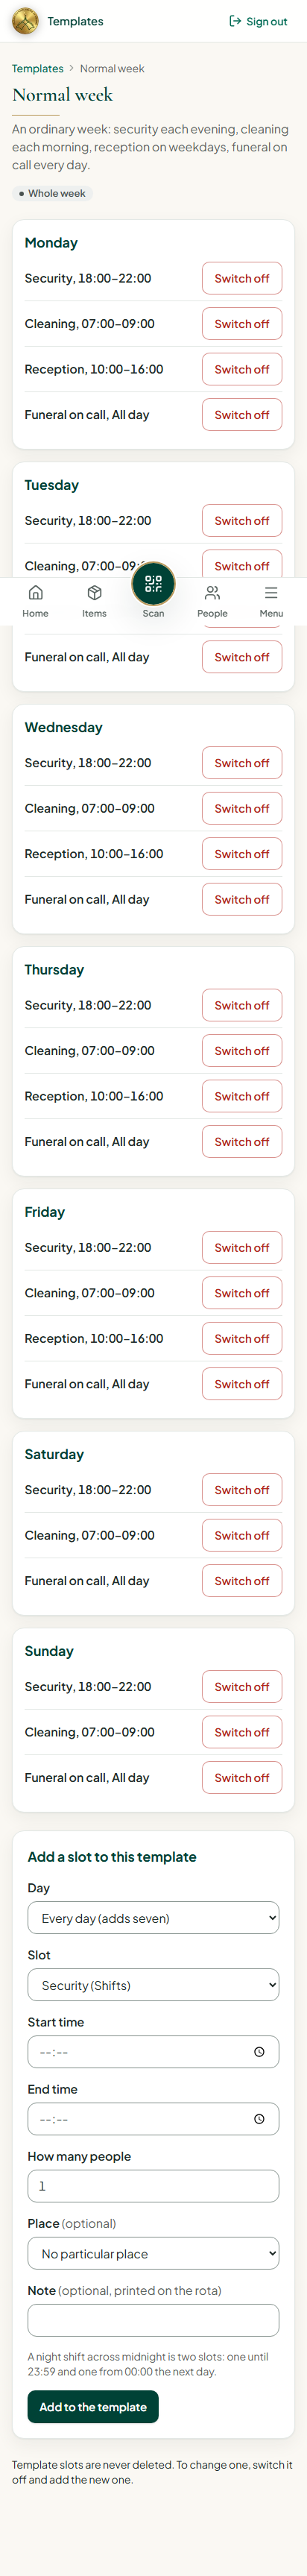 Templates
Sign out
Templates > Normal week
Normal week
An ordinary week: security each evening, cleaning
each morning, reception on weekdays, funeral on
call every day.
Whole week
Monday
Security, 18:00–22:00 Switch off
Cleaning, 07:00–09:00 Switch off
Reception, 10:00–16:00 Switch off
Funeral on call, All day Switch off
Tuesday
Security, 18:00–22:00 Switch off
Cleaning, 07:00–09:00 Switch off
Home Items Scan People Menu
Funeral on call, All day Switch off
Wednesday
Security, 18:00–22:00 Switch off
Cleaning, 07:00–09:00 Switch off
Reception, 10:00–16:00 Switch off
Funeral on call, All day Switch off
Thursday
Security, 18:00–22:00 Switch off
Cleaning, 07:00–09:00 Switch off
Reception, 10:00–16:00 Switch off
Funeral on call, All day Switch off
Friday
Security, 18:00–22:00 Switch off
Cleaning, 07:00–09:00 Switch off
Reception, 10:00–16:00 Switch off
Funeral on call, All day Switch off
Saturday
Security, 18:00–22:00 Switch off
Cleaning, 07:00–09:00 Switch off
Funeral on call, All day Switch off
Sunday
Security, 18:00–22:00 Switch off
Cleaning, 07:00–09:00 Switch off
Funeral on call, All day Switch off
Add a slot to this template
Day
Every day (adds seven)
Slot
Security (Shifts)
Start time
--:--
End time
--:--
How many people
1
Place (optional)
No particular place
Note (optional, printed on the rota)
A night shift across midnight is two slots: one until
23:59 and one from 00:00 the next day.
Add to the template
Template slots are never deleted. To change one, switch it
off and add the new one.